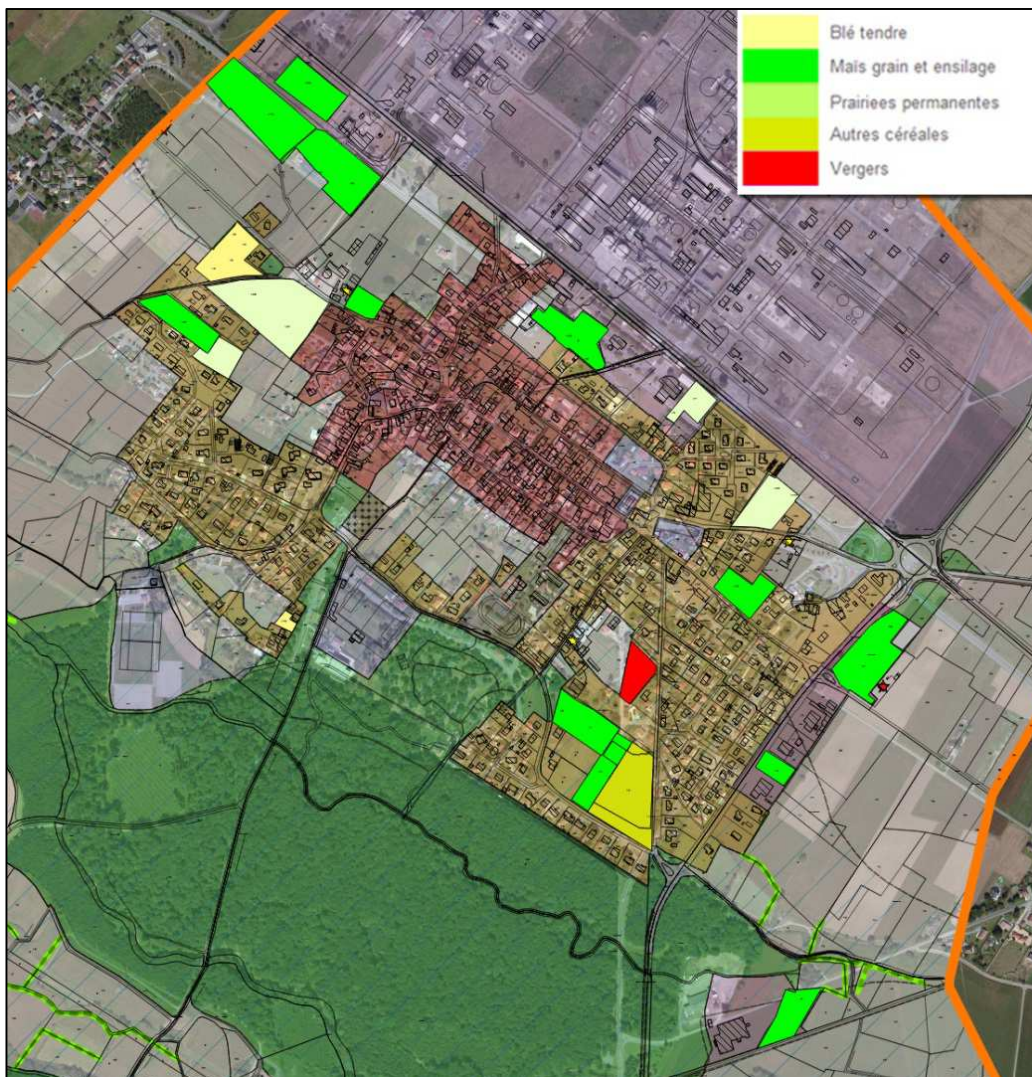 Blé tendre
Maïs grain et ensilage
Prairiees permanentes
Autres céréales
Vergers